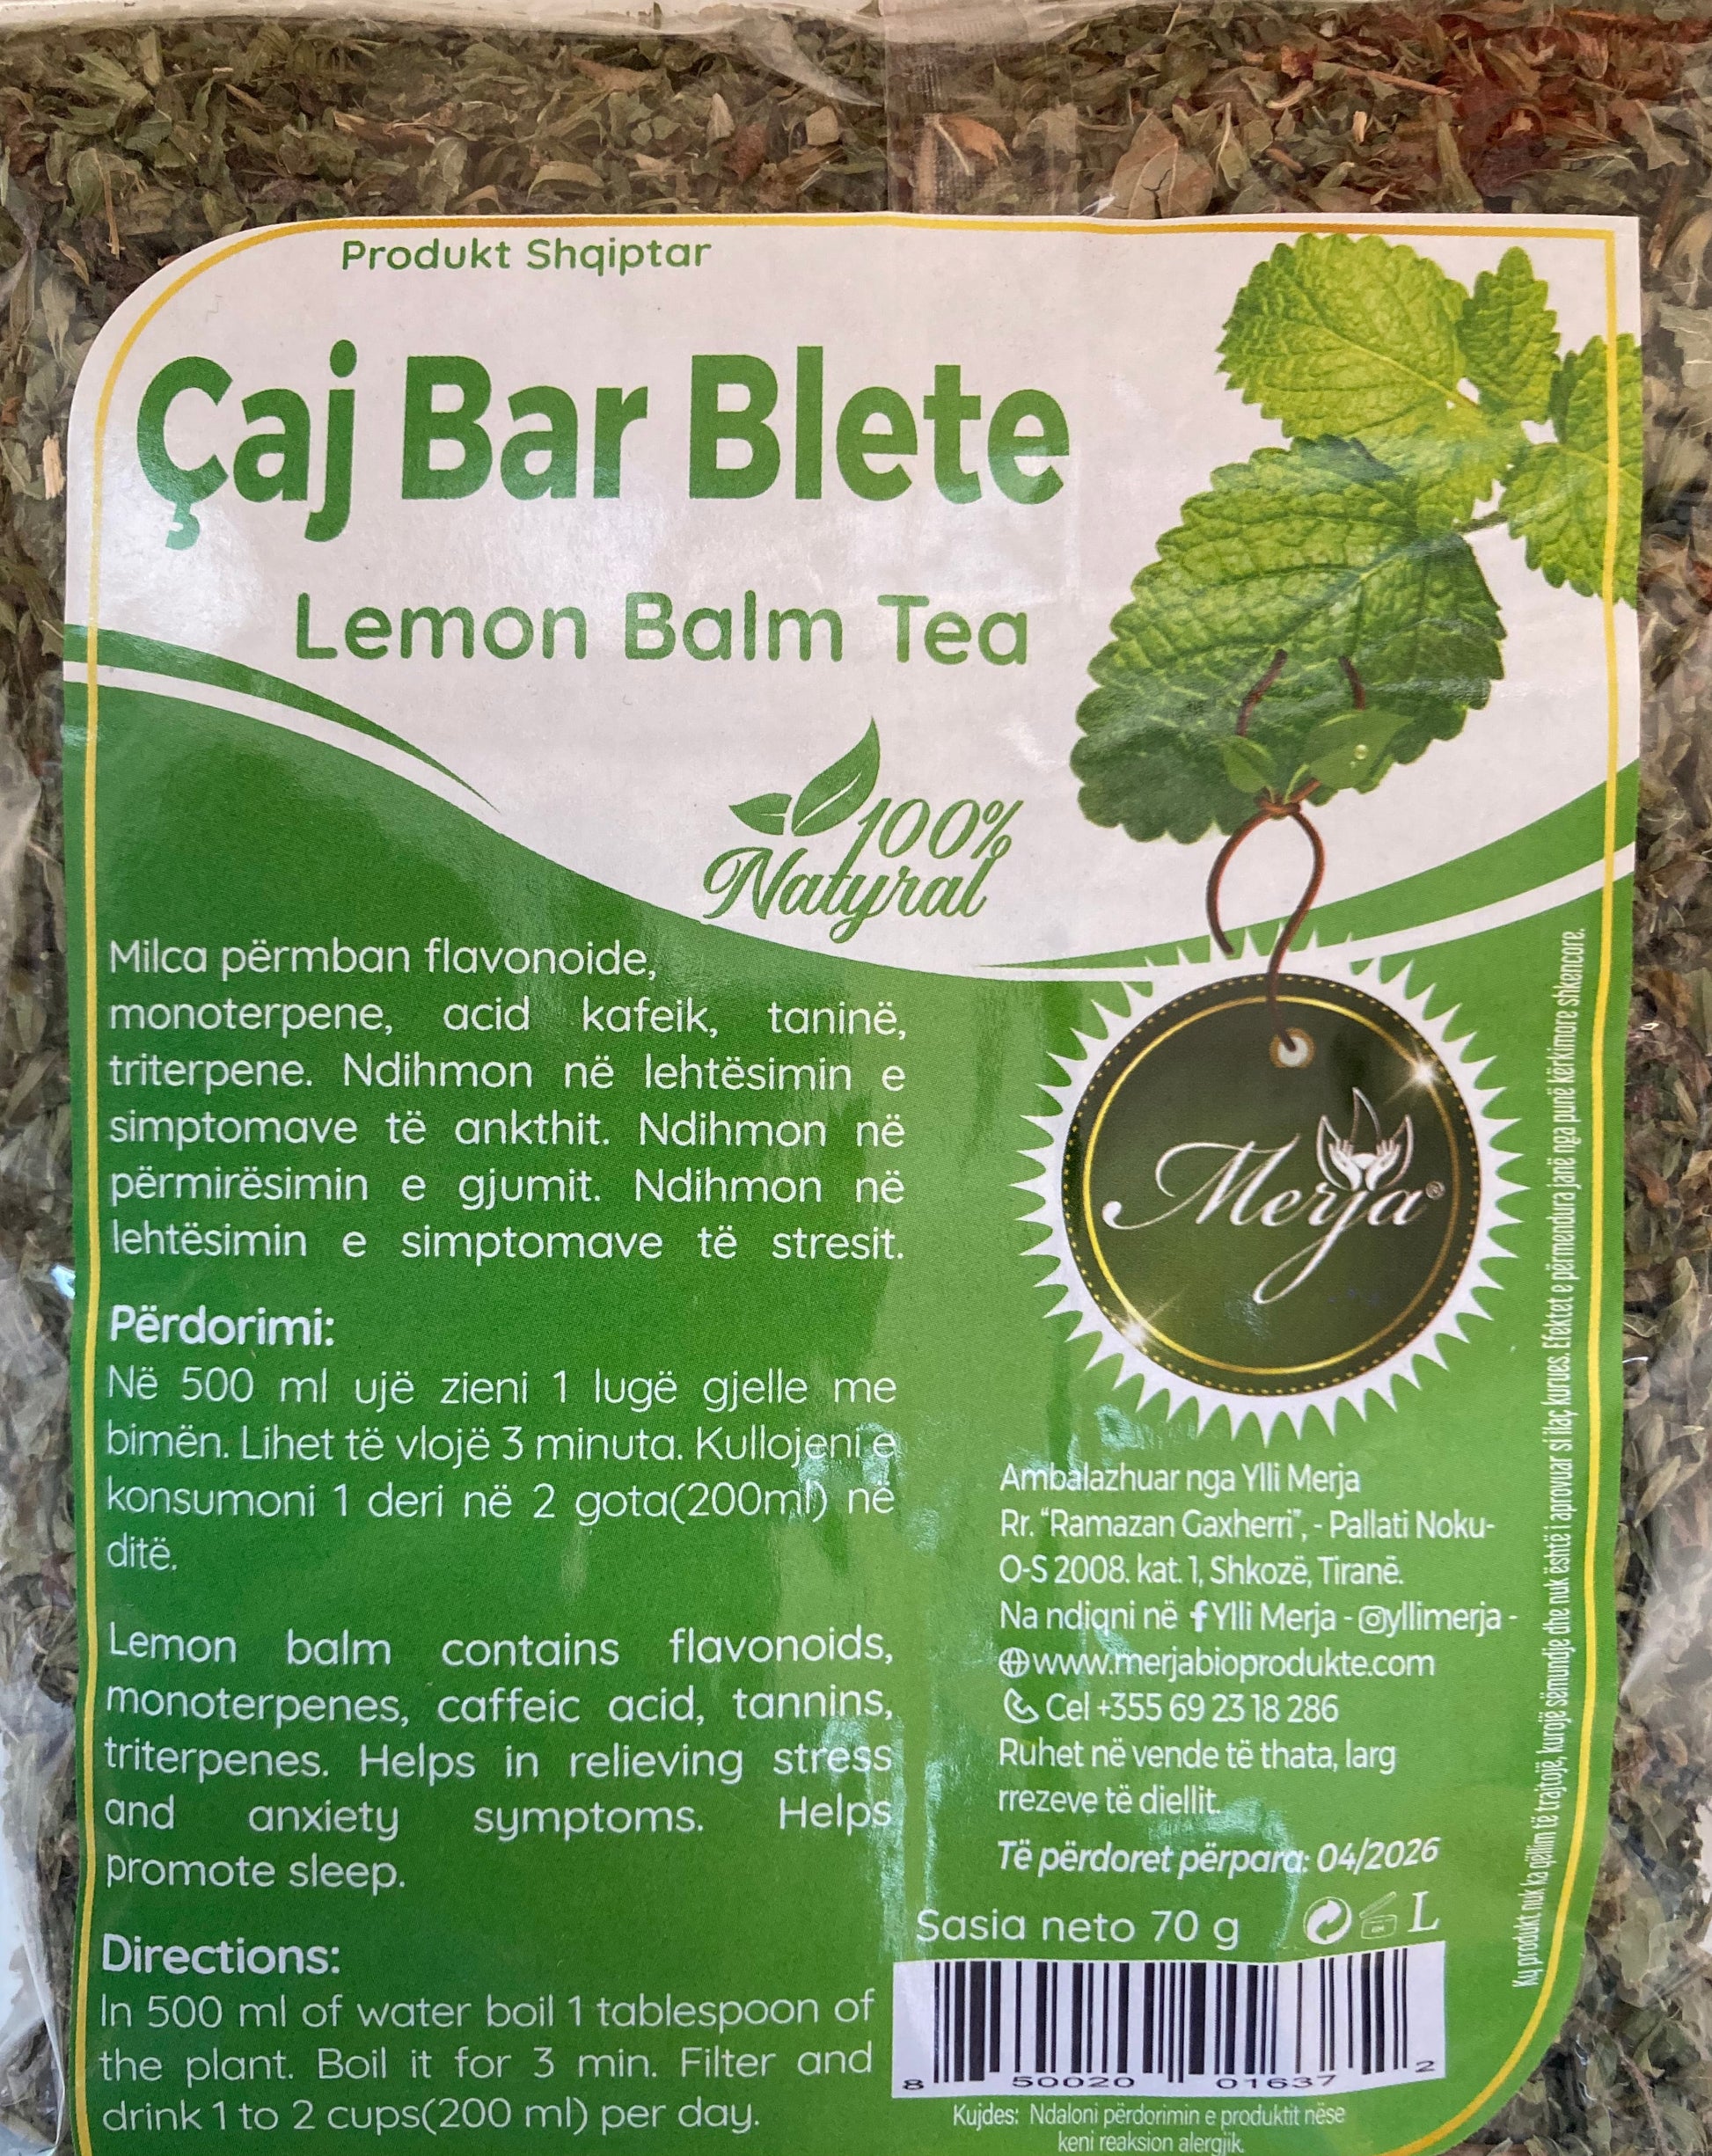 Produkt Shqiptar
Çaj Bar Blete
Lemon Balm Tea
100%
Natyral
Milca përmban flavonoide,
monoterpene, acid kafeik, taninë,
triterpene. Ndihmon në lehtësimin e
simptomave të ankthit. Ndihmon në
përmirësimin e gjumit. Ndihmon në
lehtësimin e simptomave të stresit.
Përdorimi:
Në 500 ml ujë zieni 1 lugë gjelle me
bimën. Lihet të vlojë 3 minuta. Kullojeni e
konsumoni 1 deri në 2 gota(200ml) në
ditë.
Lemon balm contains flavonoids,
monoterpenes, caffeic acid, tannins,
triterpenes. Helps in relieving stress
and anxiety symptoms. Helps
promote sleep.
Directions:
In 500 ml of water boil 1 tablespoon of
the plant. Boil it for 3 min. Filter and
drink 1 to 2 cups(200 ml) per day.
Merja®
Ambalazhuar nga Ylli Merja
Rr. "Ramazan Gaxherri", - Pallati Noku-
O-S 2008. kat. 1, Shkozë, Tiranë.
Na ndiqni në Ylli Merja - yllimerja -
www.merjabioprodukte.com
Cel +355 69 23 18 286
Ruhet në vende të thata, larg
rrezeve të diellit.
Të përdoret përpara: 04/2026
Sasia neto 70 g
L
8 50020 01637 2
Kujdes: Ndaloni përdorimin e produktit nëse
keni reaksion alergjik.
Ky produkt nuk ka qëllim të trajtojë, kurojë sëmundje dhe nuk është i aprovuar si ilaç kurues. Efektet e përmendura janë nga punë kërkimore shkencore.